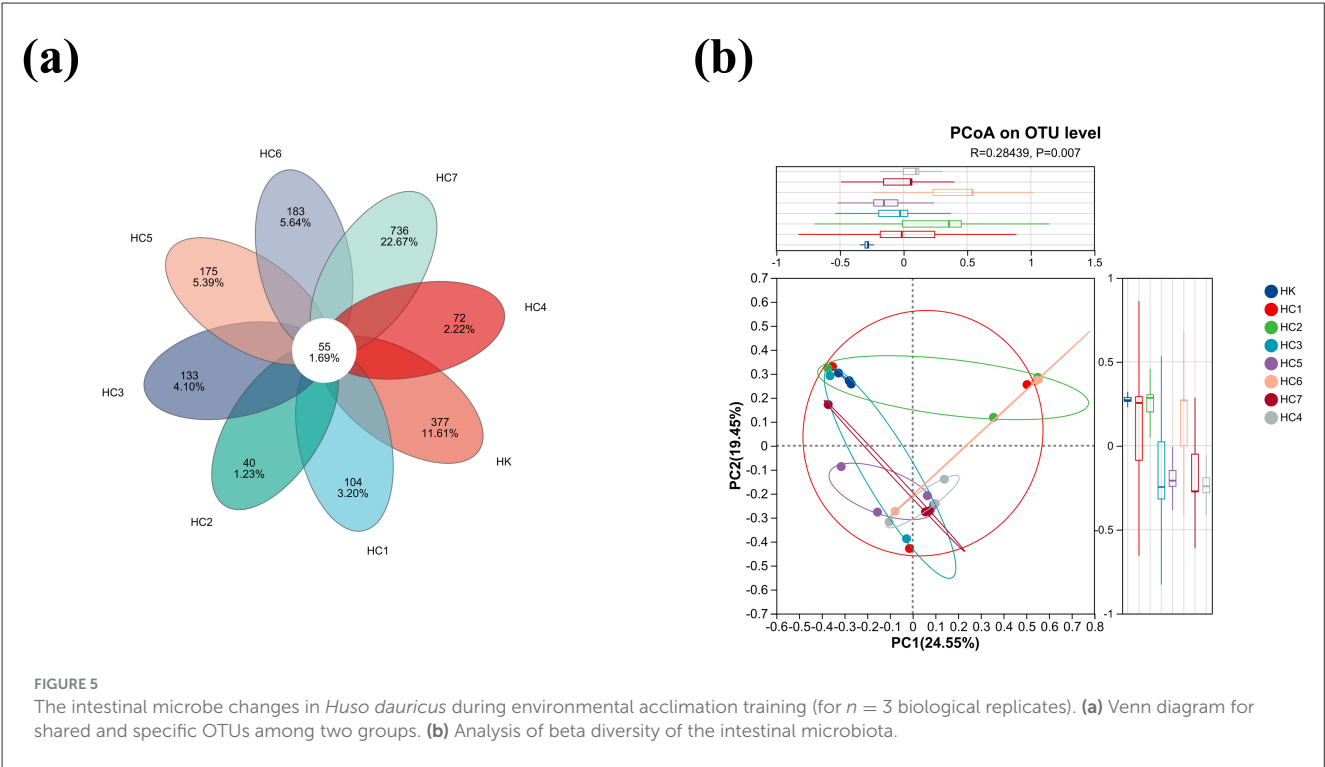 (a)
(b)
HC6
183
5.64%
HC7
736
22.67%
HC5
175
5.39%
HC4
72
2.22%
55
1.69%
HC3
133
4.10%
377
11.61%
HK
40
1.23%
HC2
104
3.20%
HC1
PCoA on OTU level
R=0.28439, P=0.007
-1 -0.5 0 0.5 1 1.5
0.7
0.6
0.5
0.4
0.3
0.2
0.1
0
-0.1
-0.2
-0.3
-0.4
-0.5
-0.6
-0.7
PC2(19.45%)
-0.6 -0.5 -0.4 -0.3 -0.2 -0.1 0 0.1 0.2 0.3 0.4 0.5 0.6 0.7 0.8
PC1(24.55%)
1
0.5
0
-0.5
-1
HK
HC1
HC2
HC3
HC5
HC6
HC7
HC4
FIGURE 5
The intestinal microbe changes in Huso dauricus during environmental acclimation training (for n = 3 biological replicates). (a) Venn diagram for
shared and specific OTUs among two groups. (b) Analysis of beta diversity of the intestinal microbiota.